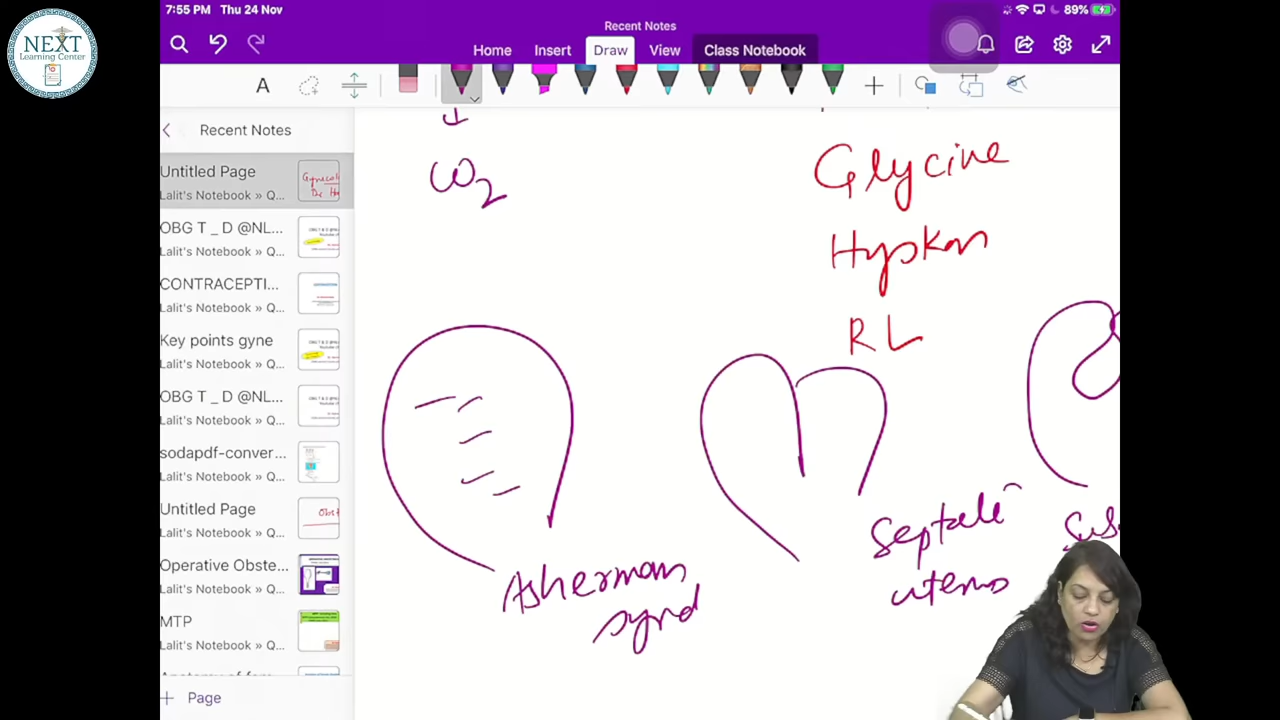 7:55 PM Thu 24 Nov
89%
NEXT
Learning Center
Recent Notes
Home Insert Draw View Class Notebook
A
Recent Notes
Untitled Page
Lalit's Notebook » Q...
OBG T _ D @NL...
Lalit's Notebook » Q...
CONTRACEPTI...
Lalit's Notebook » Q...
Key points gyne
Lalit's Notebook » Q...
OBG T _ D @NL...
Lalit's Notebook » Q...
sodapdf-conver...
Lalit's Notebook » Q...
Untitled Page
Lalit's Notebook » Q...
Operative Obste...
Lalit's Notebook » Q...
MTP
Lalit's Notebook » Q...
+ Page
CO2
Glycine
Hyskon
RL
Ashermans
synd
Septate
uterus